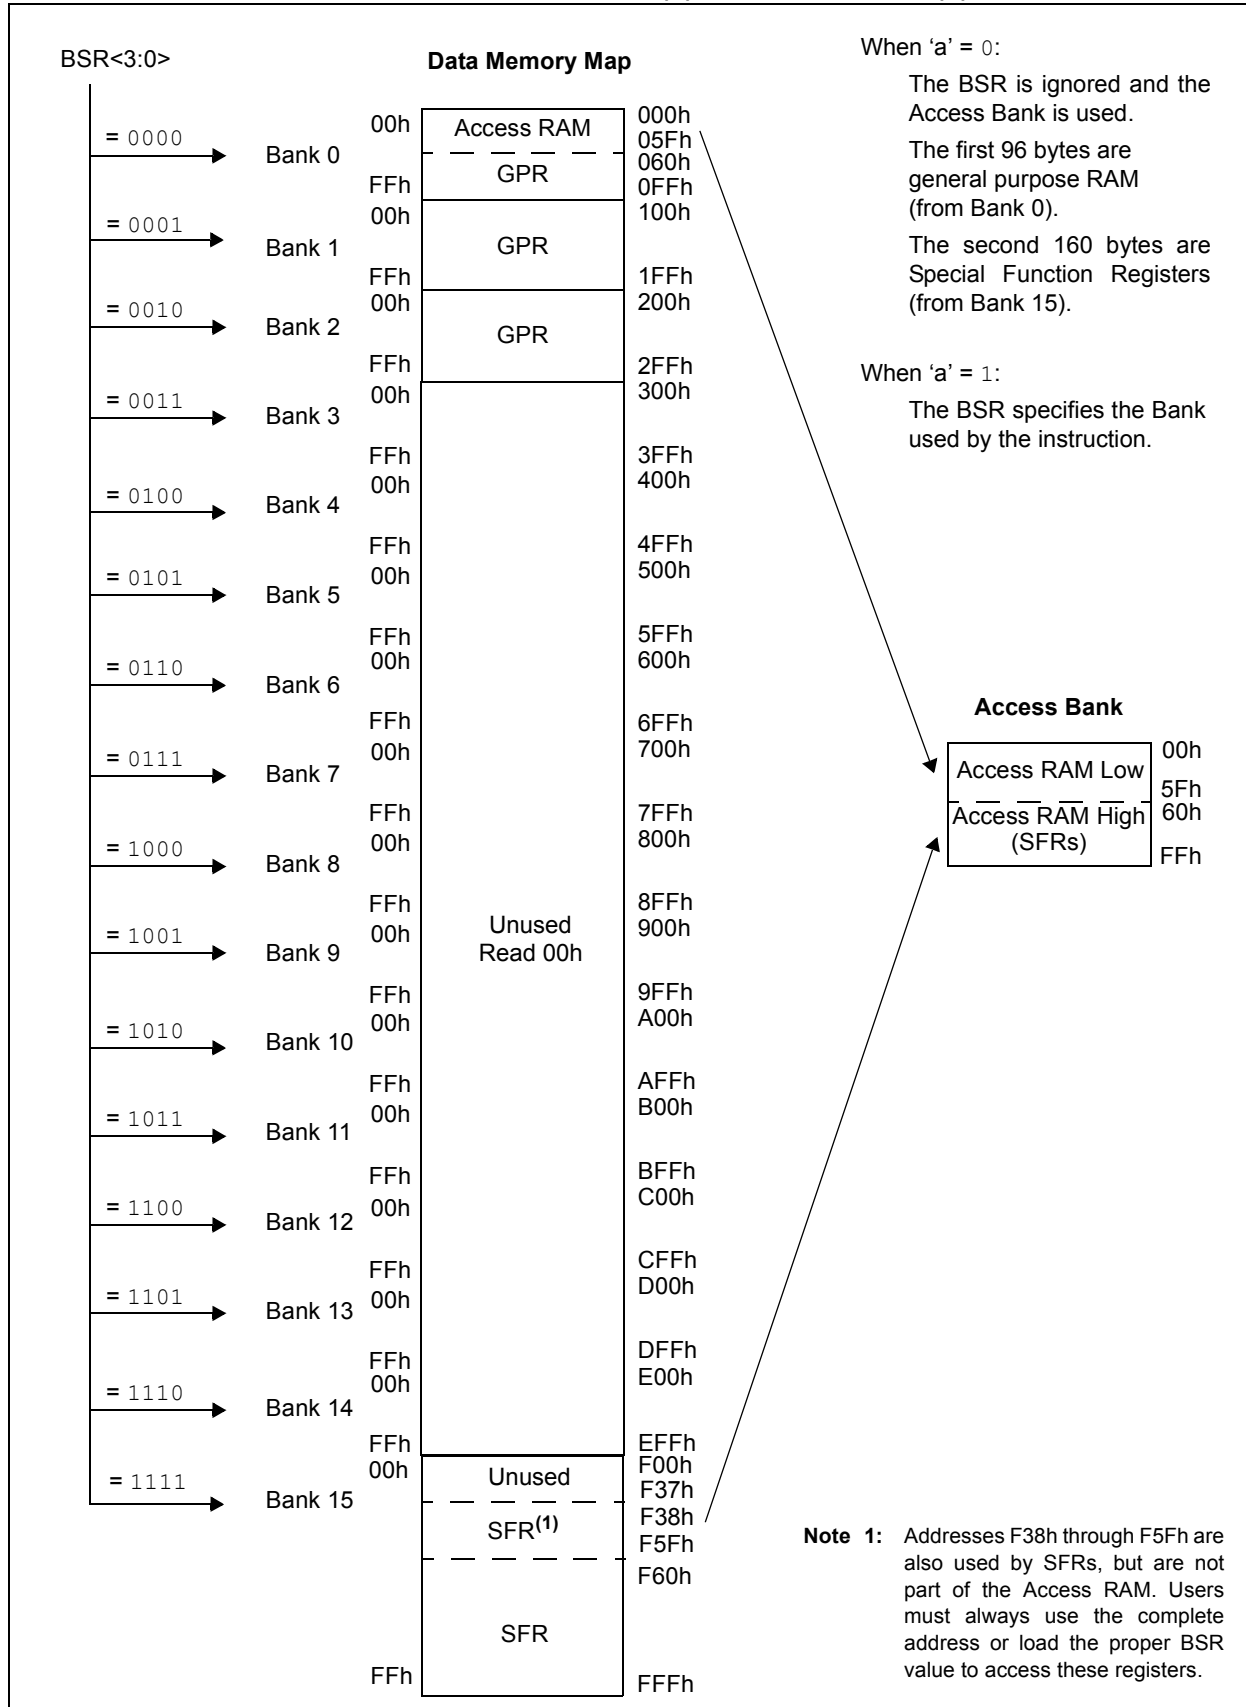 BSR<3:0>
Data Memory Map
When ‘a’ = 0:
The BSR is ignored and the
Access Bank is used.
The first 96 bytes are
general purpose RAM
(from Bank 0).
The second 160 bytes are
Special Function Registers
(from Bank 15).
When ‘a’ = 1:
The BSR specifies the Bank
used by the instruction.
= 0000
Bank 0
00h
Access RAM
000h
05Fh
060h
GPR
FFh
0FFh
= 0001
Bank 1
00h
GPR
100h
FFh
1FFh
= 0010
Bank 2
00h
GPR
200h
FFh
2FFh
= 0011
Bank 3
00h
300h
FFh
3FFh
= 0100
Bank 4
00h
400h
FFh
4FFh
= 0101
Bank 5
00h
500h
FFh
5FFh
= 0110
Bank 6
00h
600h
FFh
6FFh
= 0111
Bank 7
00h
700h
FFh
7FFh
= 1000
Bank 8
00h
800h
FFh
8FFh
= 1001
Bank 9
00h
Unused
Read 00h
900h
FFh
9FFh
= 1010
Bank 10
00h
A00h
FFh
AFFh
= 1011
Bank 11
00h
B00h
FFh
BFFh
= 1100
Bank 12
00h
C00h
FFh
CFFh
= 1101
Bank 13
00h
D00h
FFh
DFFh
= 1110
Bank 14
00h
E00h
FFh
EFFh
= 1111
Bank 15
00h
Unused
F00h
F37h
SFR(1)
F38h
F5Fh
F60h
SFR
FFh
FFFh
Access Bank
Access RAM Low
00h
5Fh
Access RAM High
(SFRs)
60h
FFh
Note 1: Addresses F38h through F5Fh are
also used by SFRs, but are not
part of the Access RAM. Users
must always use the complete
address or load the proper BSR
value to access these registers.